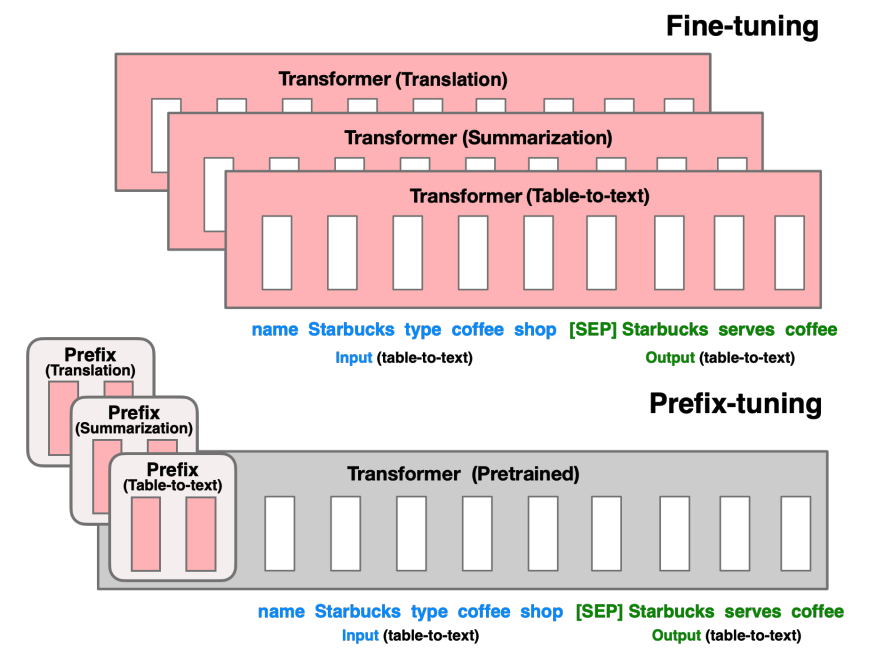 Fine-tuning
Transformer (Translation)
Transformer (Summarization)
Transformer (Table-to-text)
name Starbucks type coffee shop [SEP] Starbucks serves coffee
Input (table-to-text) Output (table-to-text)
Prefix
(Translation)
Prefix-tuning
Prefix
(Summarization)
Prefix
(Table-to-text)
Transformer (Pretrained)
name Starbucks type coffee shop [SEP] Starbucks serves coffee
Input (table-to-text) Output (table-to-text)